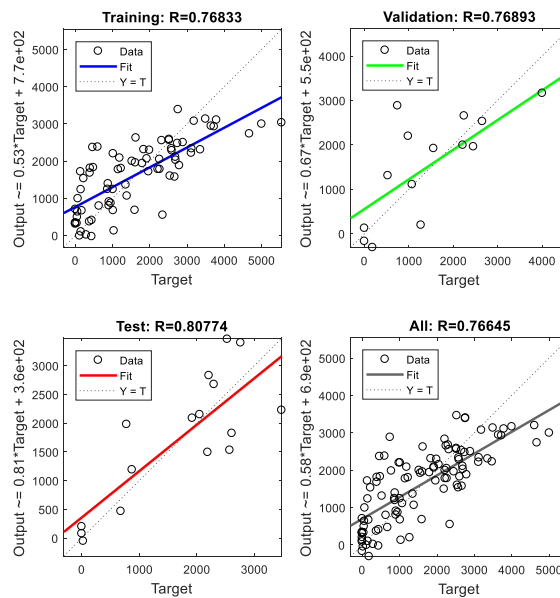 Training: R=0.76833
Output ~= 0.53*Target + 7.7e+02
5000
4000
3000
2000
1000
0
Data
Fit
Y = T
0 1000 2000 3000 4000 5000
Target
Validation: R=0.76893
Output ~= 0.67*Target + 5.5e+02
4000
3000
2000
1000
0
Data
Fit
Y = T
0 1000 2000 3000 4000
Target
Test: R=0.80774
Output ~= 0.81*Target + 3.6e+02
3000
2500
2000
1500
1000
500
0
Data
Fit
Y = T
0 1000 2000 3000
Target
All: R=0.76645
Output ~= 0.58*Target + 6.9e+02
5000
4000
3000
2000
1000
0
Data
Fit
Y = T
0 1000 2000 3000 4000 5000
Target